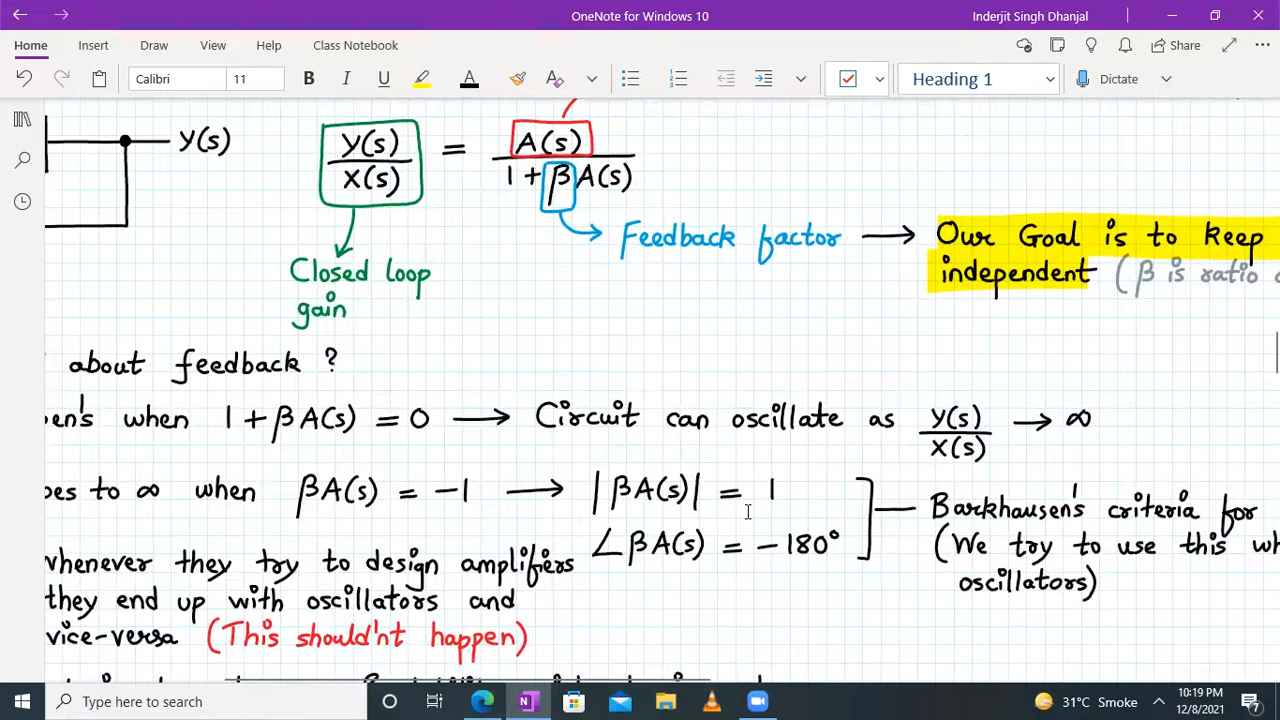 OneNote for Windows 10
Inderjit Singh Dhanjal
Home Insert Draw View Help Class Notebook
Share
Calibri 11 B I U A A Heading 1 Dictate
Y(s)
Y(s)/X(s) = A(s)/1 + βA(s)
Feedback factor → Our Goal is to keep
independent (β is ratio
Closed loop
gain
about feedback ?
when 1 + βA(s) = 0 → Circuit can oscillate as Y(s)/X(s) → ∞
to ∞ when βA(s) = -1 → |βA(s)| = 1
∠βA(s) = -180°
Barkhausen's criteria for
(We try to use this
oscillators)
whenever they try to design amplifiers
they end up with oscillators and
vice-versa (This should'nt happen)
Type here to search
31°C Smoke
10:19 PM
12/8/2021
7